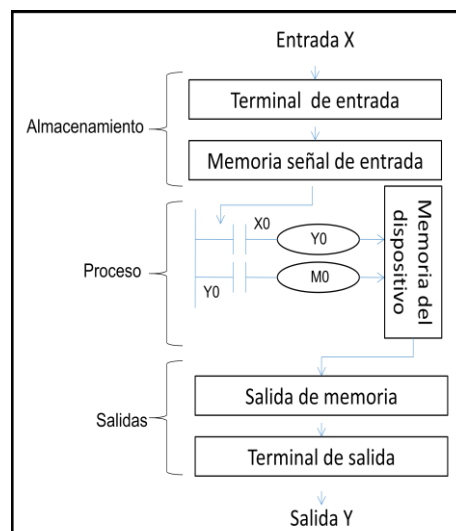 Entrada X
Terminal de entrada
Almacenamiento
Memoria señal de entrada
X0
Y0
Proceso
Y0
M0
Memoria del
dispositivo
Salida de memoria
Salidas
Terminal de salida
Salida Y